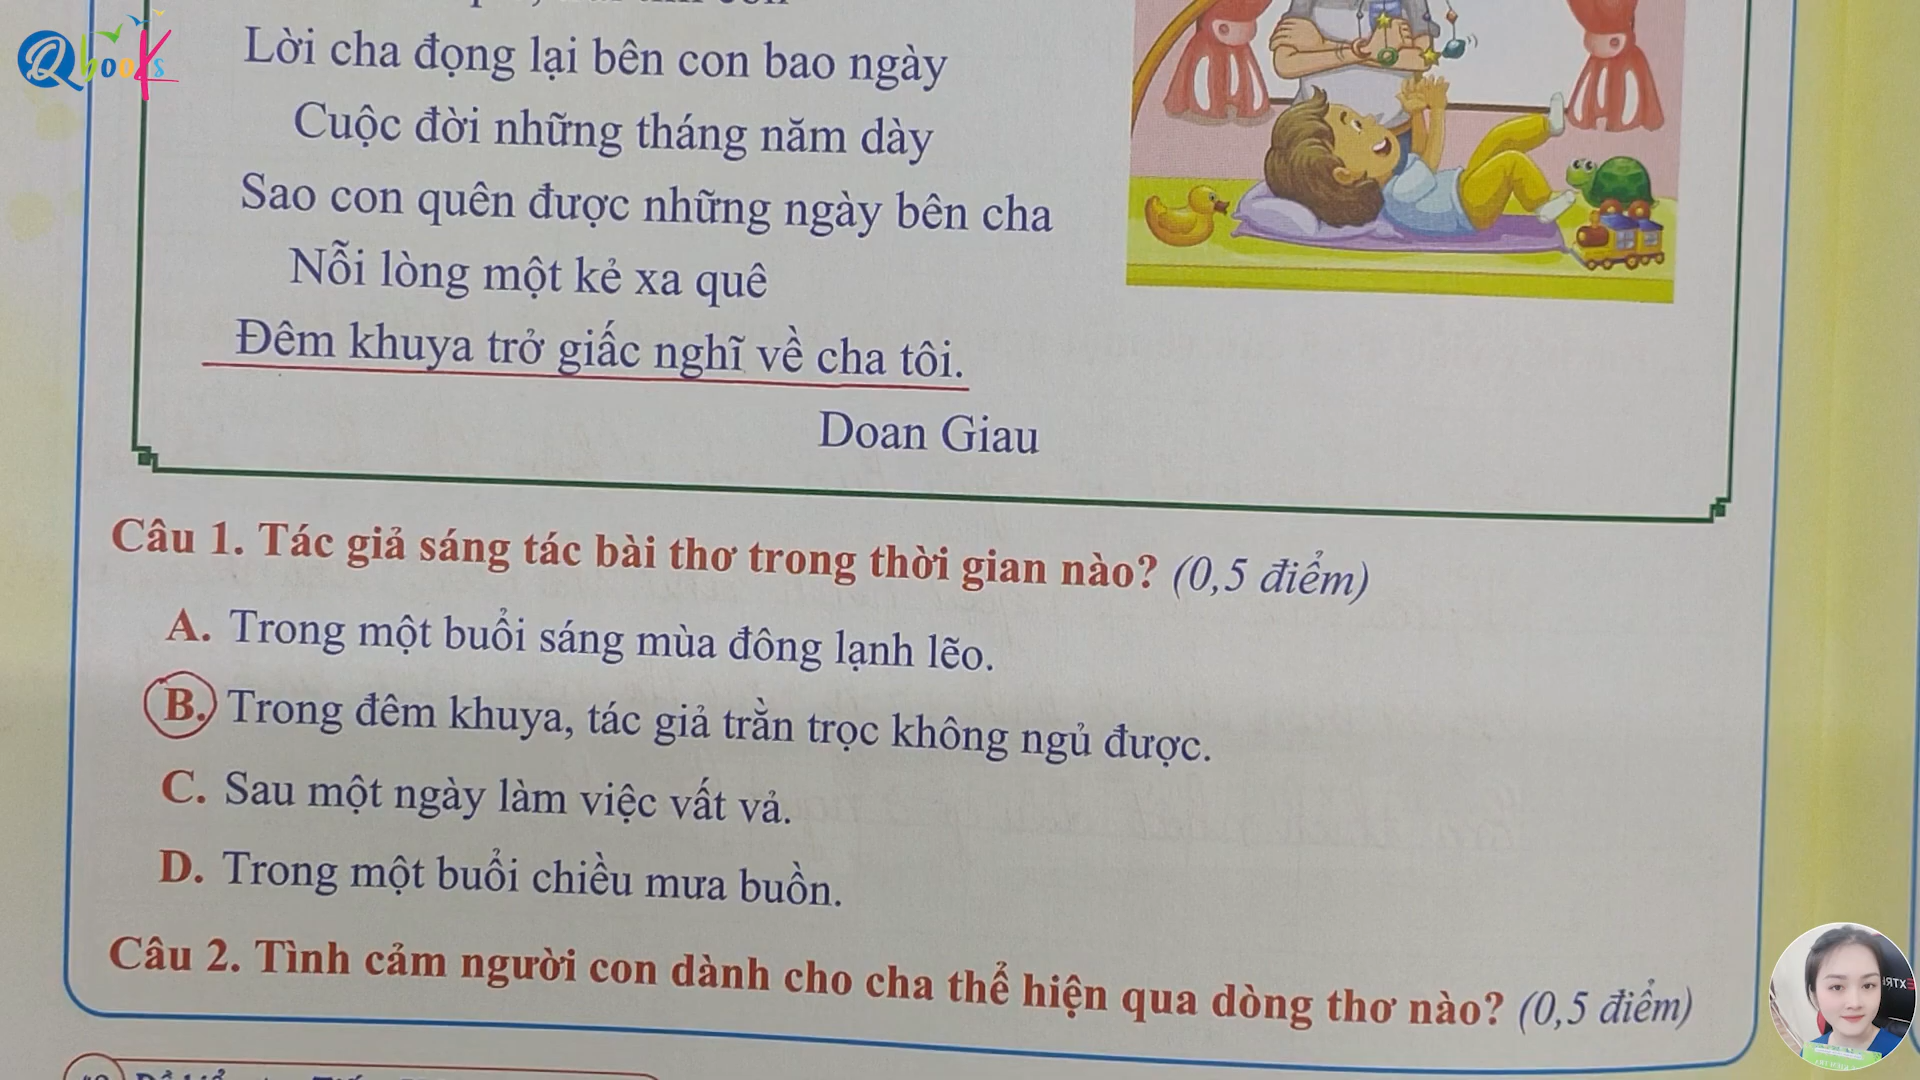 Qbooks
Lời cha đọng lại bên con bao ngày
Cuộc đời những tháng năm dày
Sao con quên được những ngày bên cha
Nỗi lòng một kẻ xa quê
Đêm khuya trở giấc nghĩ về cha tôi.
Doan Giau
Câu 1. Tác giả sáng tác bài thơ trong thời gian nào? (0,5 điểm)
A. Trong một buổi sáng mùa đông lạnh lẽo.
B. Trong đêm khuya, tác giả trằn trọc không ngủ được.
C. Sau một ngày làm việc vất vả.
D. Trong một buổi chiều mưa buồn.
Câu 2. Tình cảm người con dành cho cha thể hiện qua dòng thơ nào? (0,5 điểm)